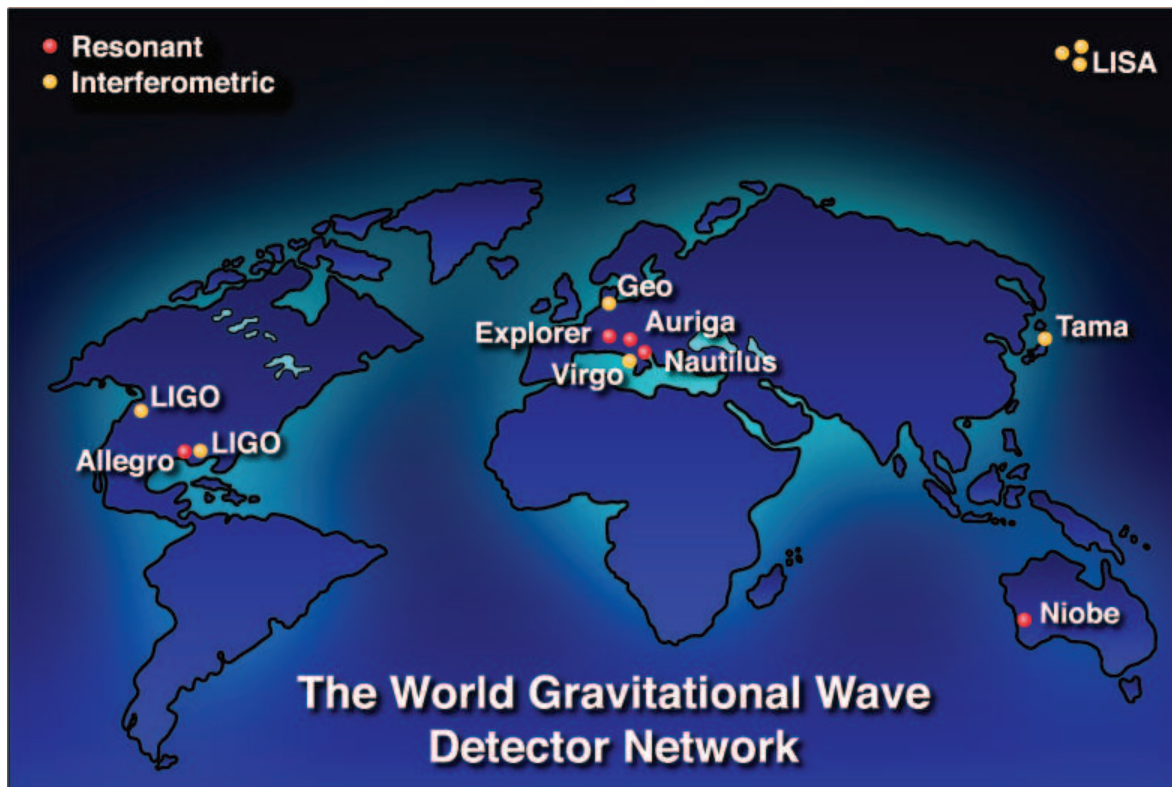 Resonant
Interferometric
LISA
Geo
Explorer
Auriga
Tama
Virgo
Nautilus
LIGO
Allegro
LIGO
Niobe
The World Gravitational Wave
Detector Network